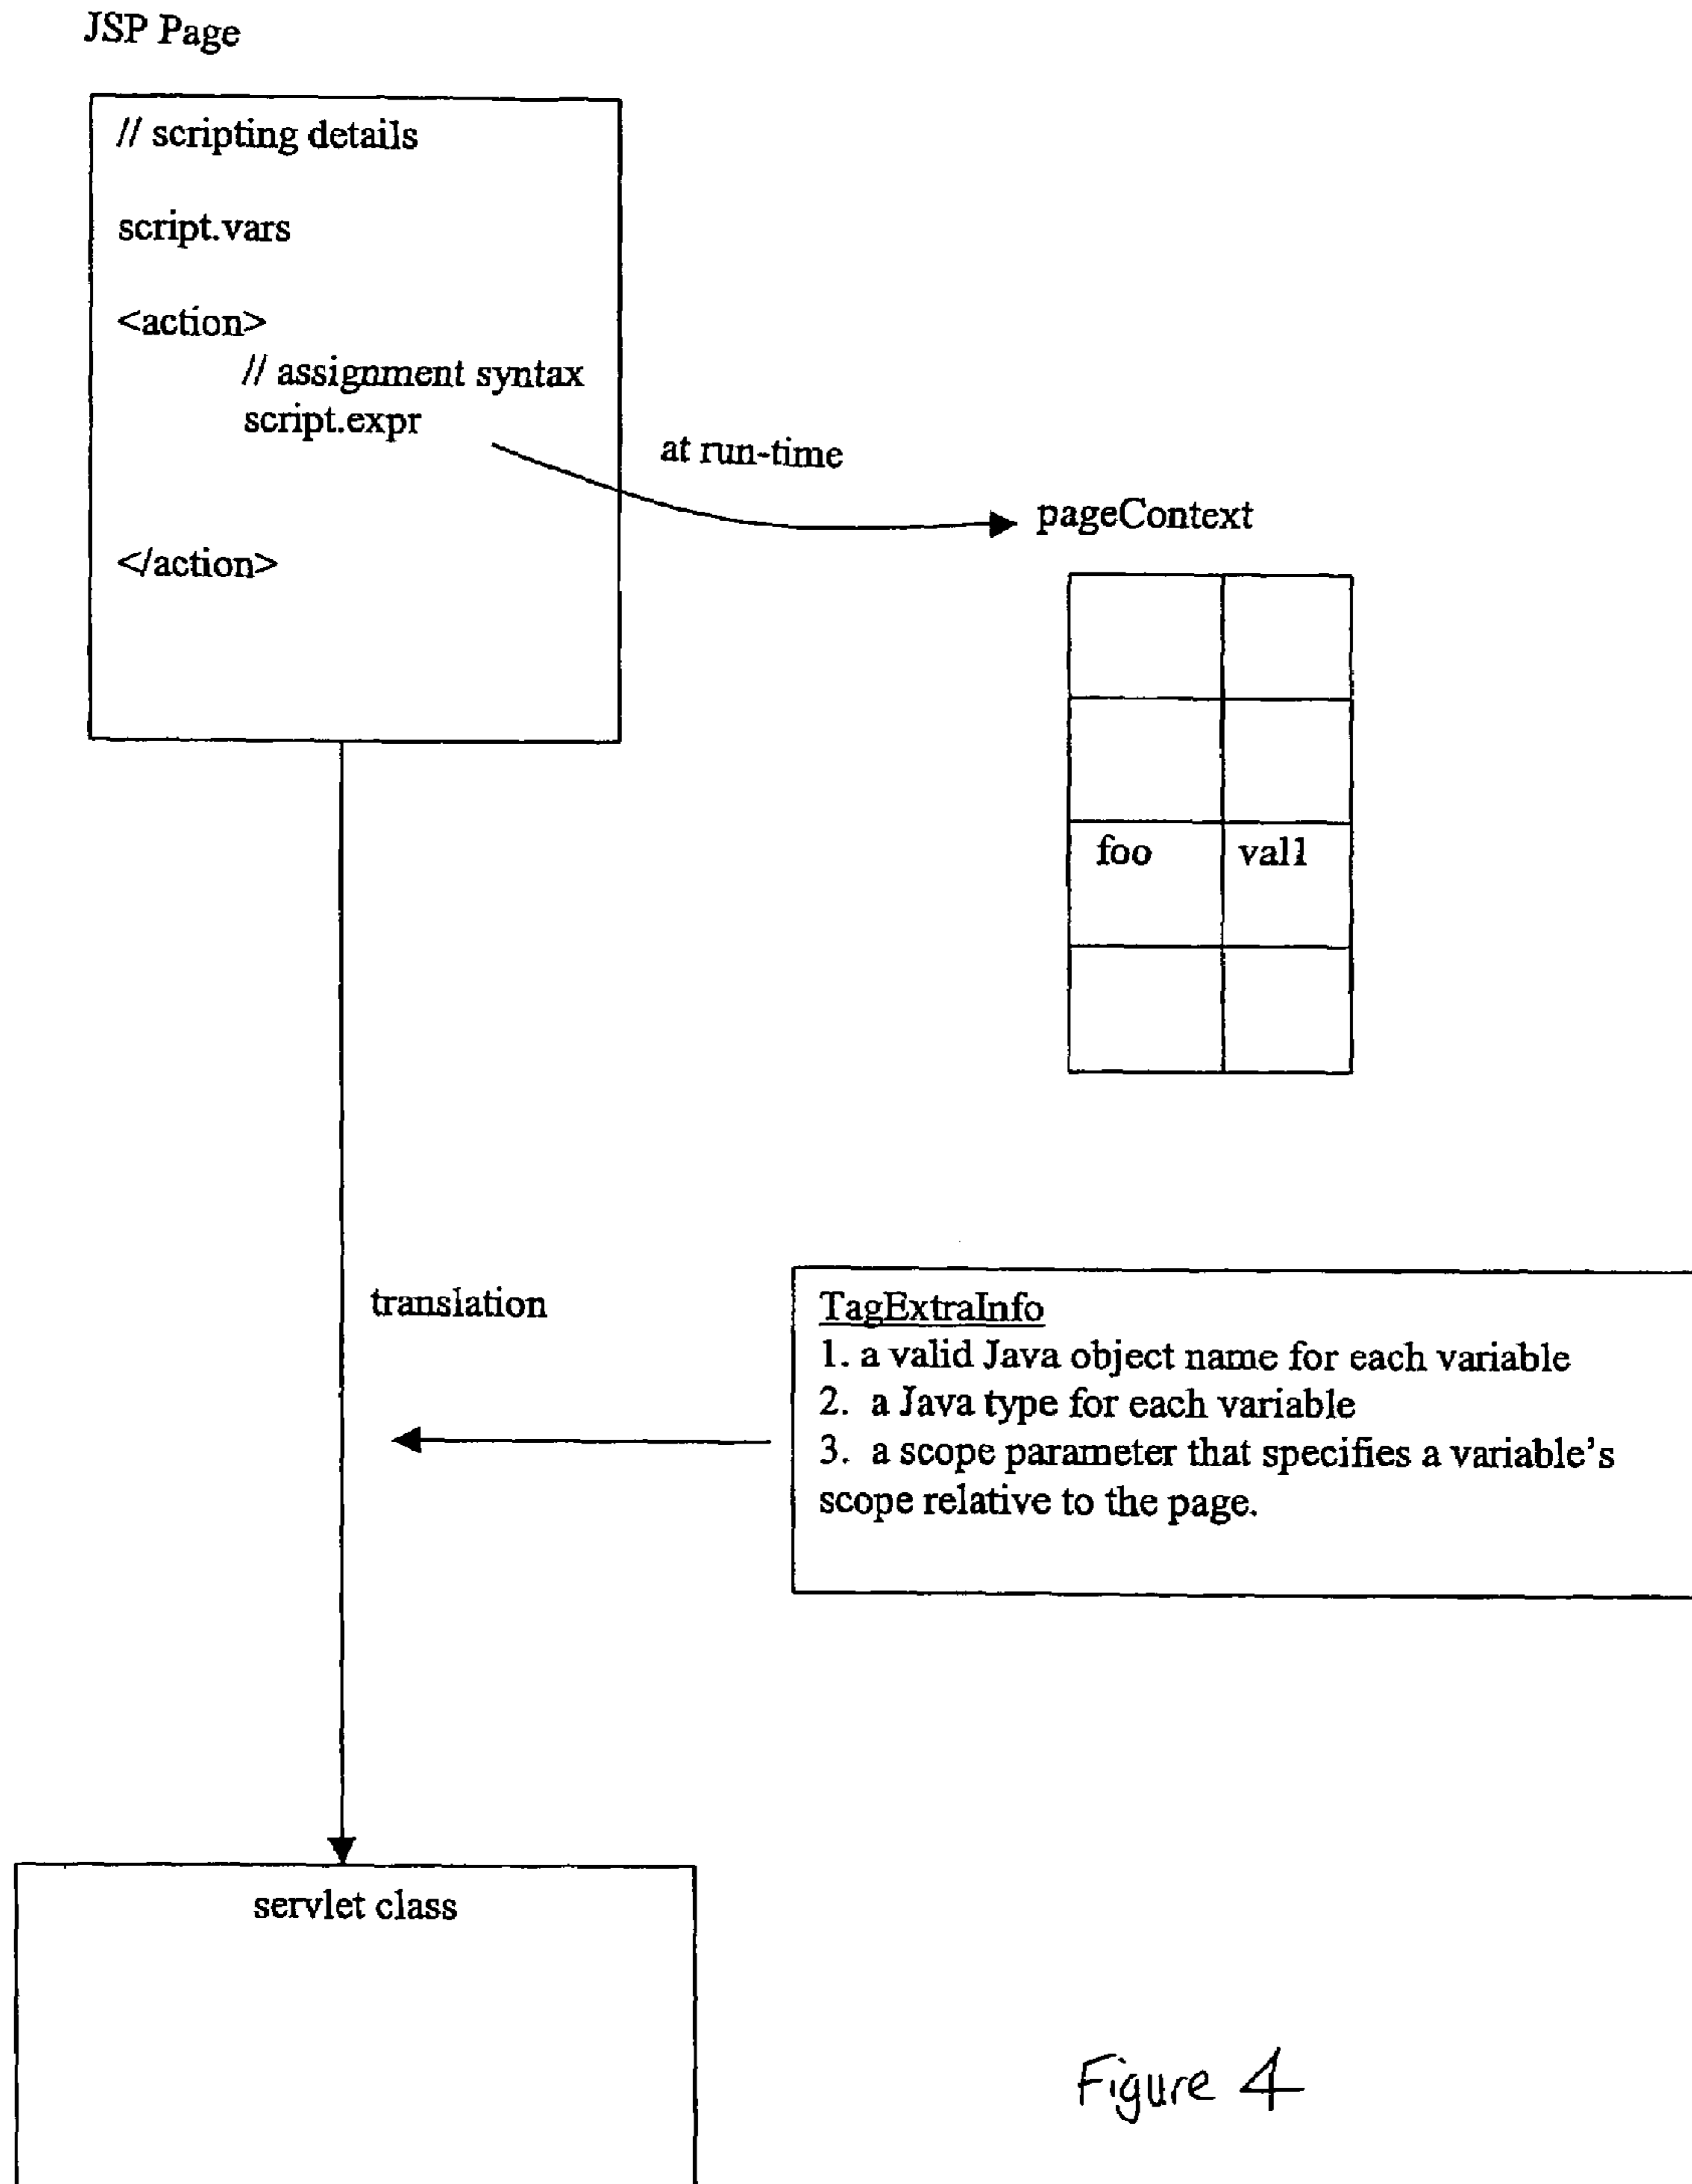 JSP Page
// scripting details
script.vars
<action>
// assignment syntax
script.expr
at run-time
pageContext
</action>
foo val1
translation
TagExtraInfo
1. a valid Java object name for each variable
2. a Java type for each variable
3. a scope parameter that specifies a variable's
scope relative to the page.
servlet class
Figure 4